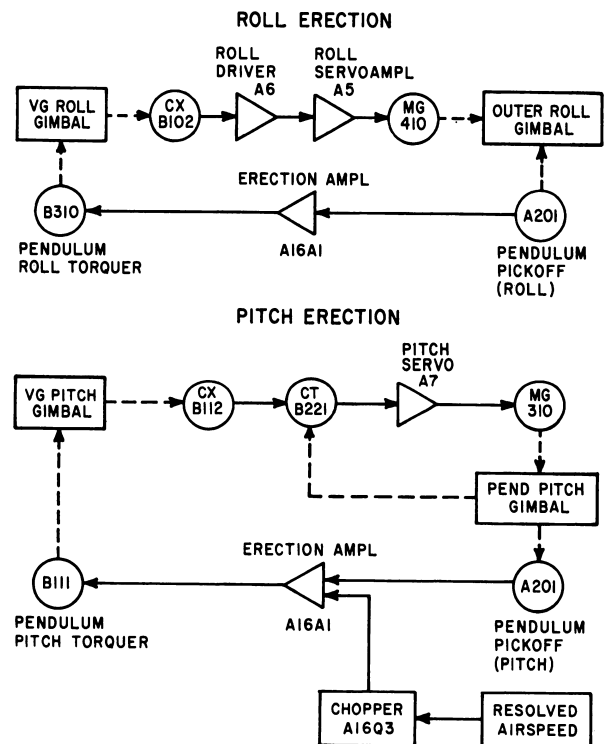 ROLL ERECTION
VG ROLL
GIMBAL
CX
B102
ROLL
DRIVER
A6
ROLL
SERVOAMPL
A5
MG
410
OUTER ROLL
GIMBAL
ERECTION AMPL
B310
A16A1
A201
PENDULUM
ROLL TORQUER
PENDULUM
PICKOFF
(ROLL)
PITCH ERECTION
VG PITCH
GIMBAL
CX
B112
CT
B221
PITCH
SERVO
A7
MG
310
PEND PITCH
GIMBAL
ERECTION AMPL
B111
A16A1
A201
PENDULUM
PITCH TORQUER
PENDULUM
PICKOFF
(PITCH)
CHOPPER
A16Q3
RESOLVED
AIRSPEED